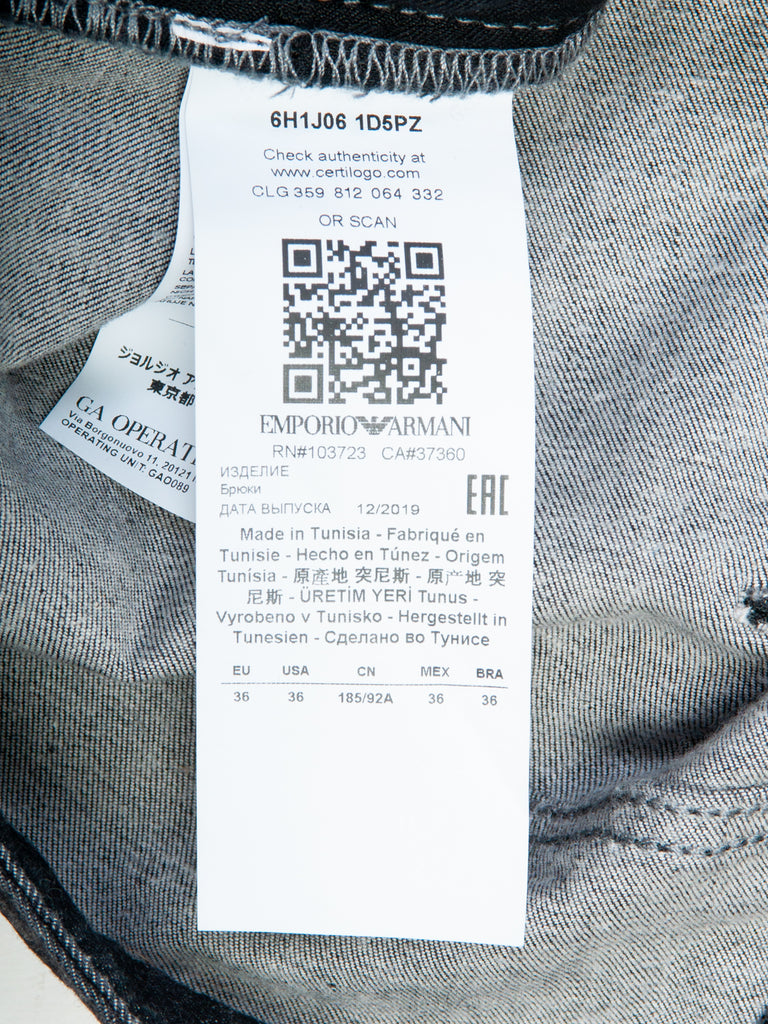 6H1J06 1D5PZ
Check authenticity at
www.certilogo.com
CLG 359 812 064 332
OR SCAN
EMPORIO ARMANI
RN#103723 CA#37360
ИЗДЕЛИЕ
Брюки
ДАТА ВЫПУСКА 12/2019
EAC
Made in Tunisia - Fabriqué en
Tunisie - Hecho en Túnez - Origem
Tunísia - 原產地 突尼斯 - 原产地 突
尼斯 - ÜRETİM YERİ Tunus -
Vyrobeno v Tunisko - Hergestellt in
Tunesien - Сделано во Тунисе
EU USA CN MEX BRA
36 36 185/92A 36 36
ジョルジオ ア
東京都
GA OPERATI
Via Borgonuovo 11, 20121
OPERATING UNIT: GAO089